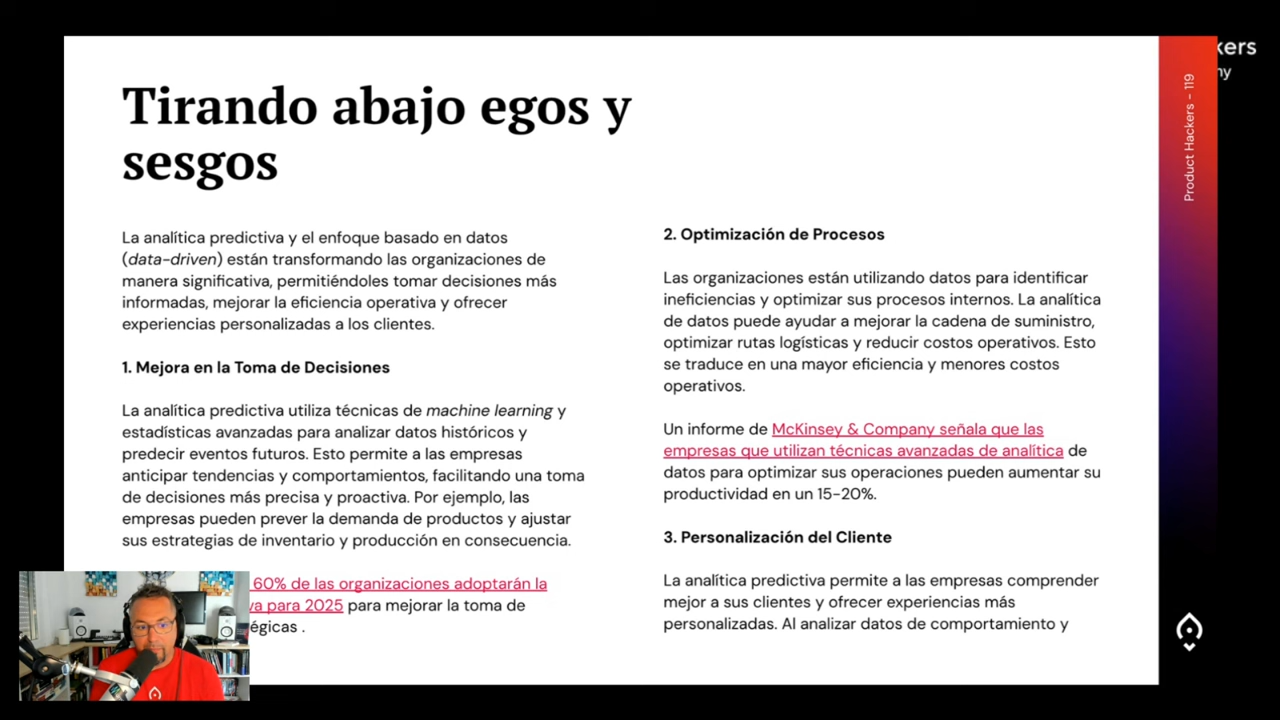 Tirando abajo egos y
sesgos
La analítica predictiva y el enfoque basado en datos
(data-driven) están transformando las organizaciones de
manera significativa, permitiéndoles tomar decisiones más
informadas, mejorar la eficiencia operativa y ofrecer
experiencias personalizadas a los clientes.
1. Mejora en la Toma de Decisiones
La analítica predictiva utiliza técnicas de machine learning y
estadísticas avanzadas para analizar datos históricos y
predecir eventos futuros. Esto permite a las empresas
anticipar tendencias y comportamientos, facilitando una toma
de decisiones más precisa y proactiva. Por ejemplo, las
empresas pueden prever la demanda de productos y ajustar
sus estrategias de inventario y producción en consecuencia.
60% de las organizaciones adoptarán la
va para 2025 para mejorar la toma de
égicas .
2. Optimización de Procesos
Las organizaciones están utilizando datos para identificar
ineficiencias y optimizar sus procesos internos. La analítica
de datos puede ayudar a mejorar la cadena de suministro,
optimizar rutas logísticas y reducir costos operativos. Esto
se traduce en una mayor eficiencia y menores costos
operativos.
Un informe de McKinsey & Company señala que las
empresas que utilizan técnicas avanzadas de analítica de
datos para optimizar sus operaciones pueden aumentar su
productividad en un 15-20%.
3. Personalización del Cliente
La analítica predictiva permite a las empresas comprender
mejor a sus clientes y ofrecer experiencias más
personalizadas. Al analizar datos de comportamiento y
Product Hackers – 119
kers
ny